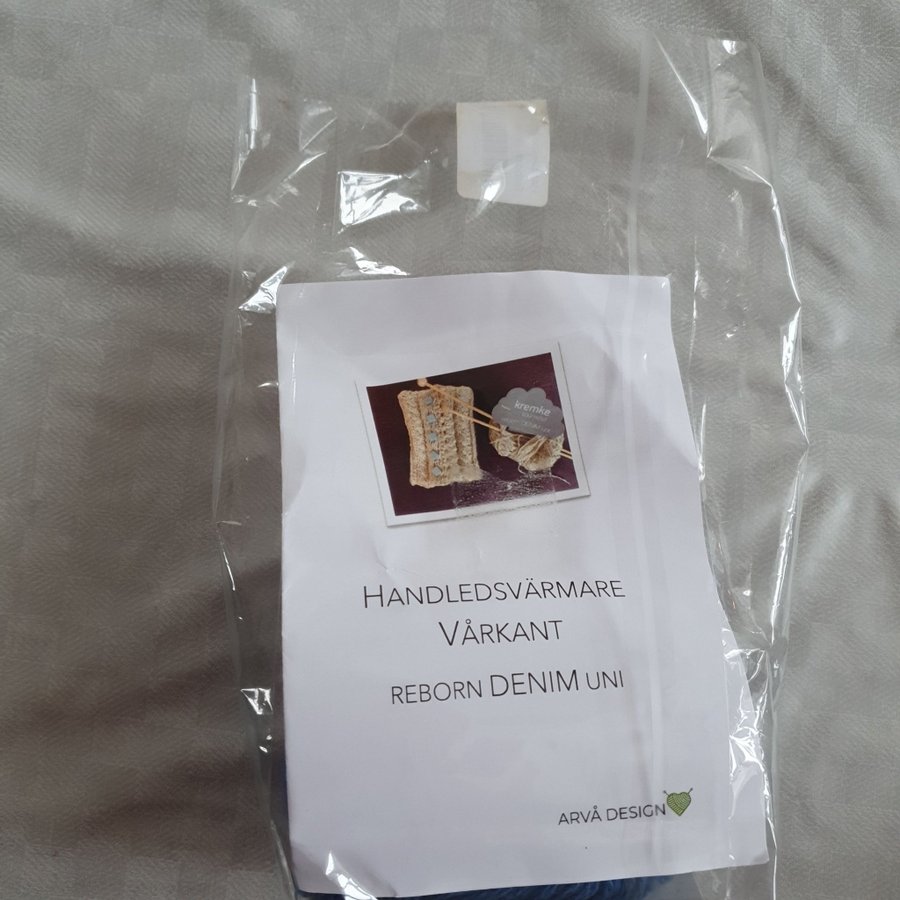 kremke
HANDLEDSVÄRMARE
VÅRKANT
REBORN DENIM UNI
ARVÅ DESIGN